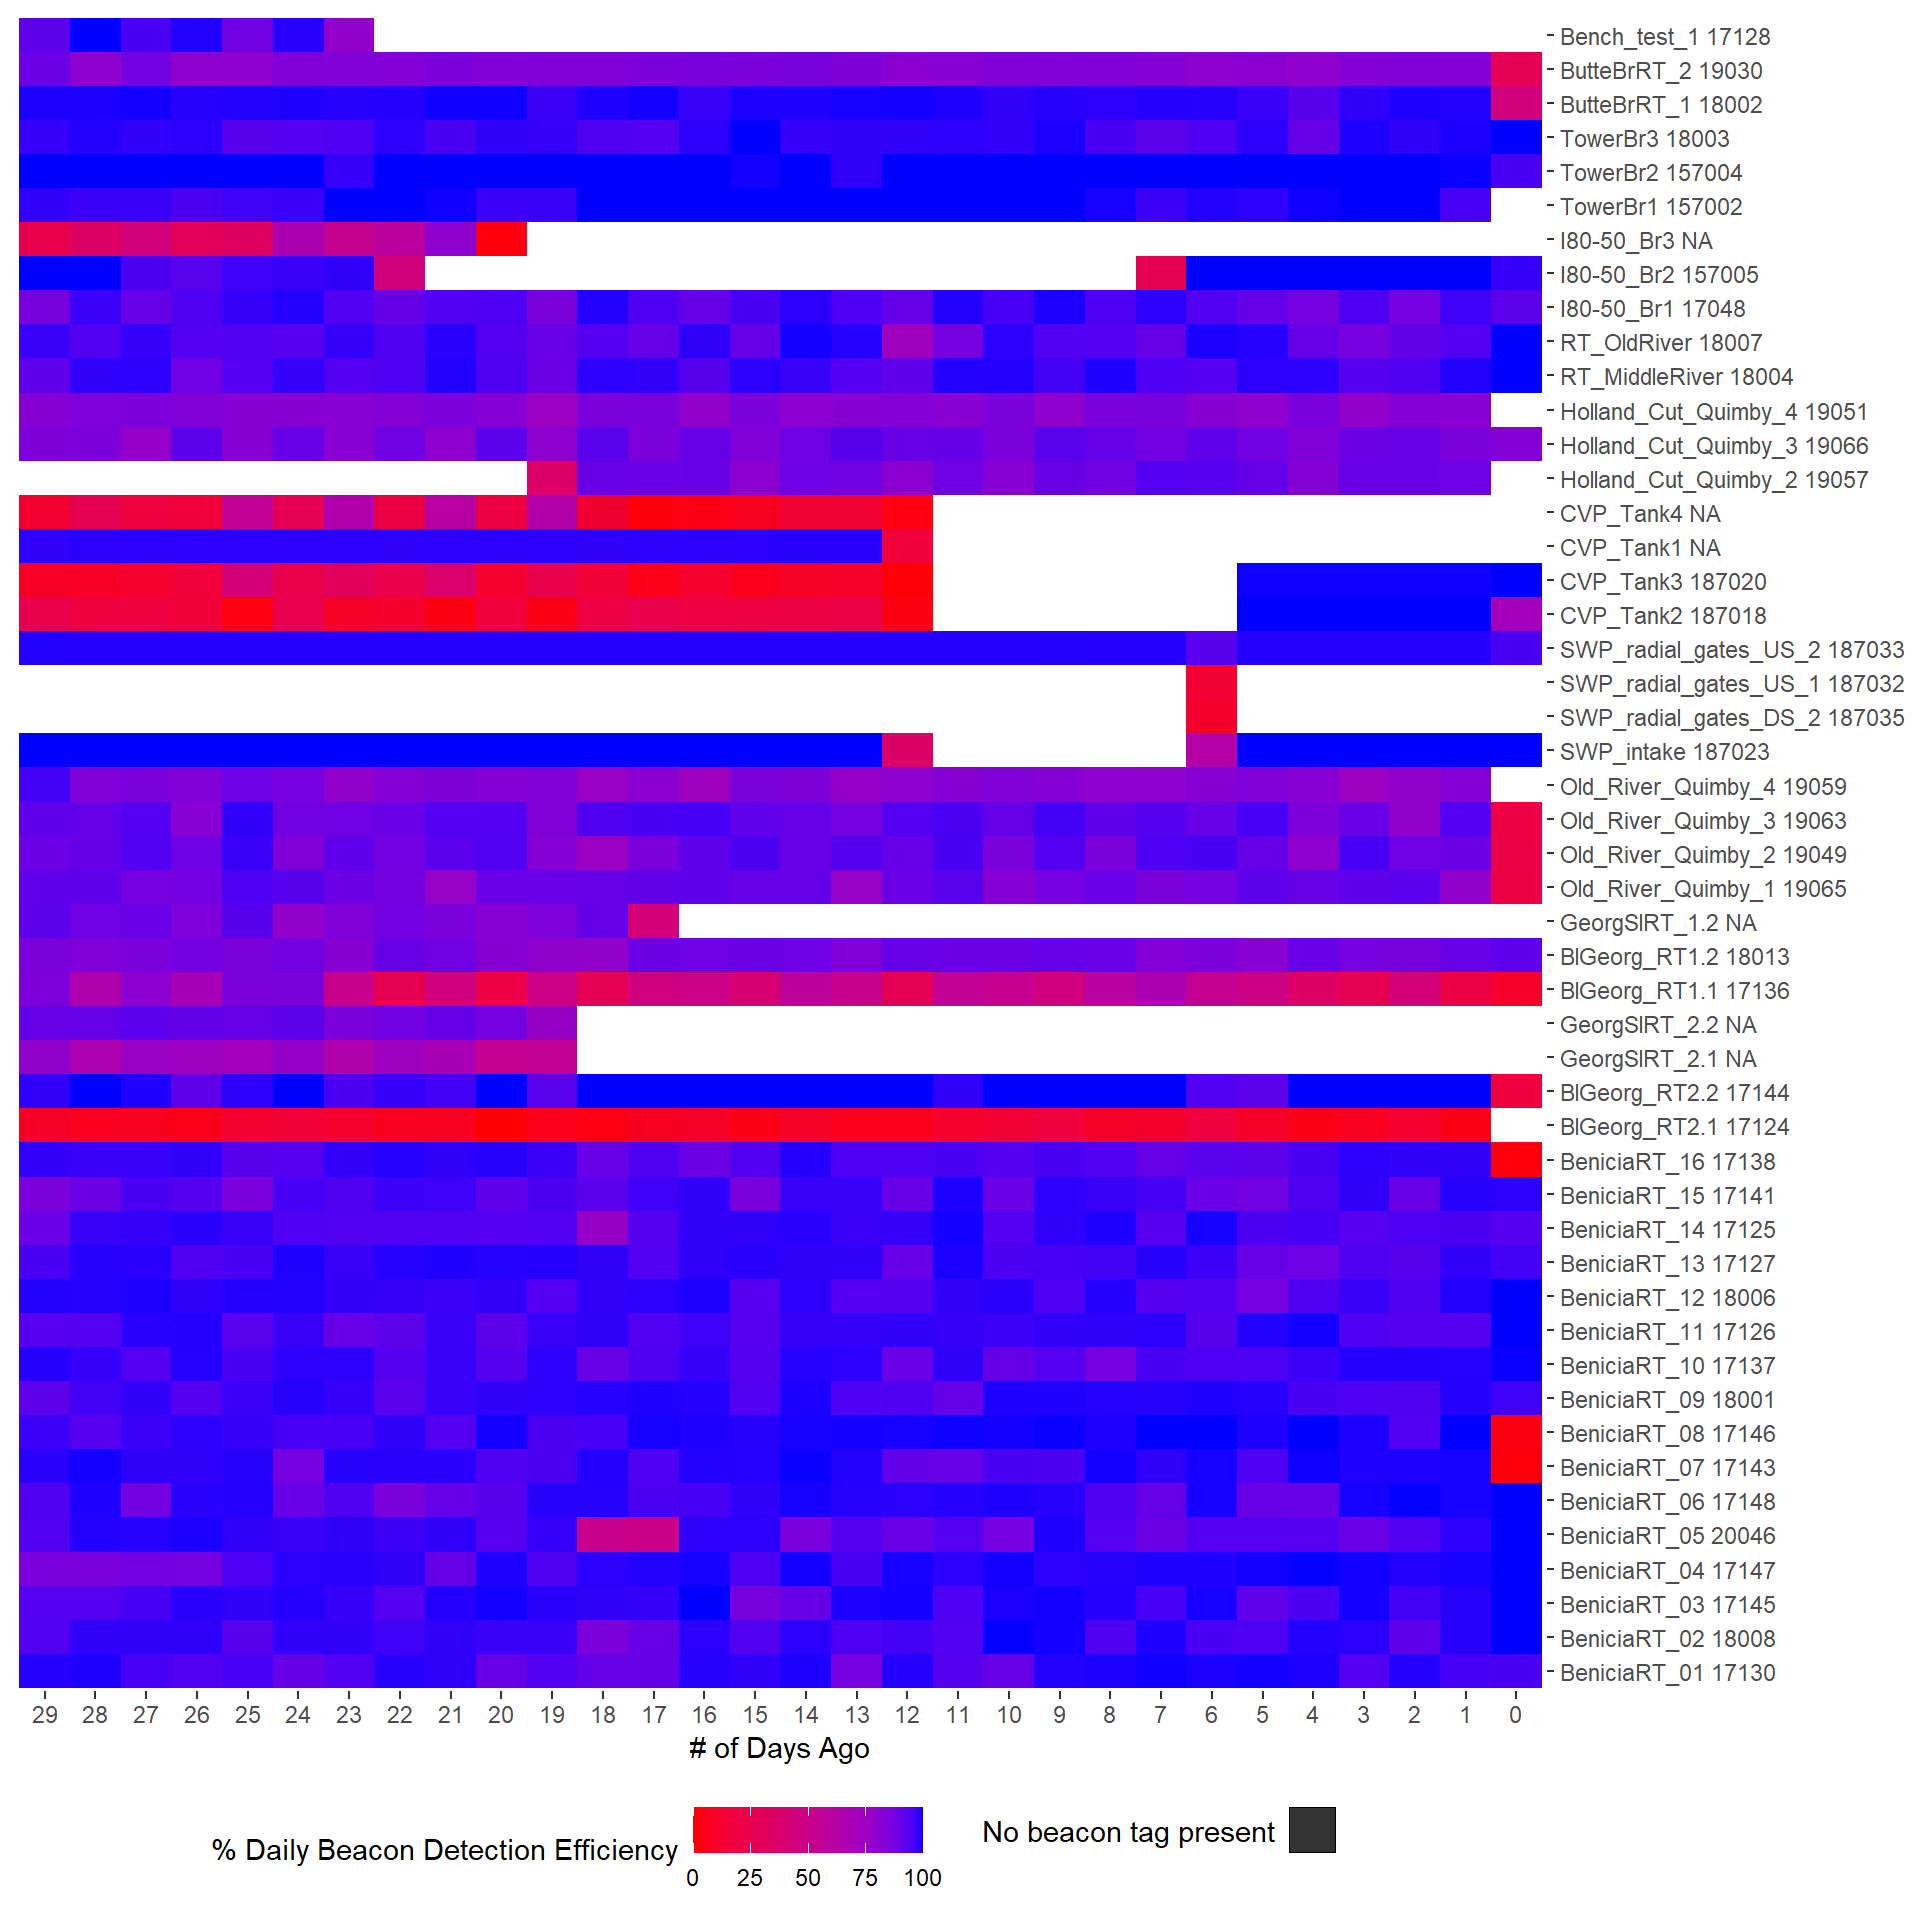 Bench_test_1 17128
ButteBrRT_2 19030
ButteBrRT_1 18002
TowerBr3 18003
TowerBr2 157004
TowerBr1 157002
I80-50_Br3 NA
I80-50_Br2 157005
I80-50_Br1 17048
RT_OldRiver 18007
RT_MiddleRiver 18004
Holland_Cut_Quimby_4 19051
Holland_Cut_Quimby_3 19066
Holland_Cut_Quimby_2 19057
CVP_Tank4 NA
CVP_Tank1 NA
CVP_Tank3 187020
CVP_Tank2 187018
SWP_radial_gates_US_2 187033
SWP_radial_gates_US_1 187032
SWP_radial_gates_DS_2 187035
SWP_intake 187023
Old_River_Quimby_4 19059
Old_River_Quimby_3 19063
Old_River_Quimby_2 19049
Old_River_Quimby_1 19065
GeorgSlRT_1.2 NA
BlGeorg_RT1.2 18013
BlGeorg_RT1.1 17136
GeorgSlRT_2.2 NA
GeorgSlRT_2.1 NA
BlGeorg_RT2.2 17144
BlGeorg_RT2.1 17124
BeniciaRT_16 17138
BeniciaRT_15 17141
BeniciaRT_14 17125
BeniciaRT_13 17127
BeniciaRT_12 18006
BeniciaRT_11 17126
BeniciaRT_10 17137
BeniciaRT_09 18001
BeniciaRT_08 17146
BeniciaRT_07 17143
BeniciaRT_06 17148
BeniciaRT_05 20046
BeniciaRT_04 17147
BeniciaRT_03 17145
BeniciaRT_02 18008
BeniciaRT_01 17130
29 28 27 26 25 24 23 22 21 20 19 18 17 16 15 14 13 12 11 10 9 8 7 6 5 4 3 2 1 0
# of Days Ago
% Daily Beacon Detection Efficiency
0 25 50 75 100
No beacon tag present